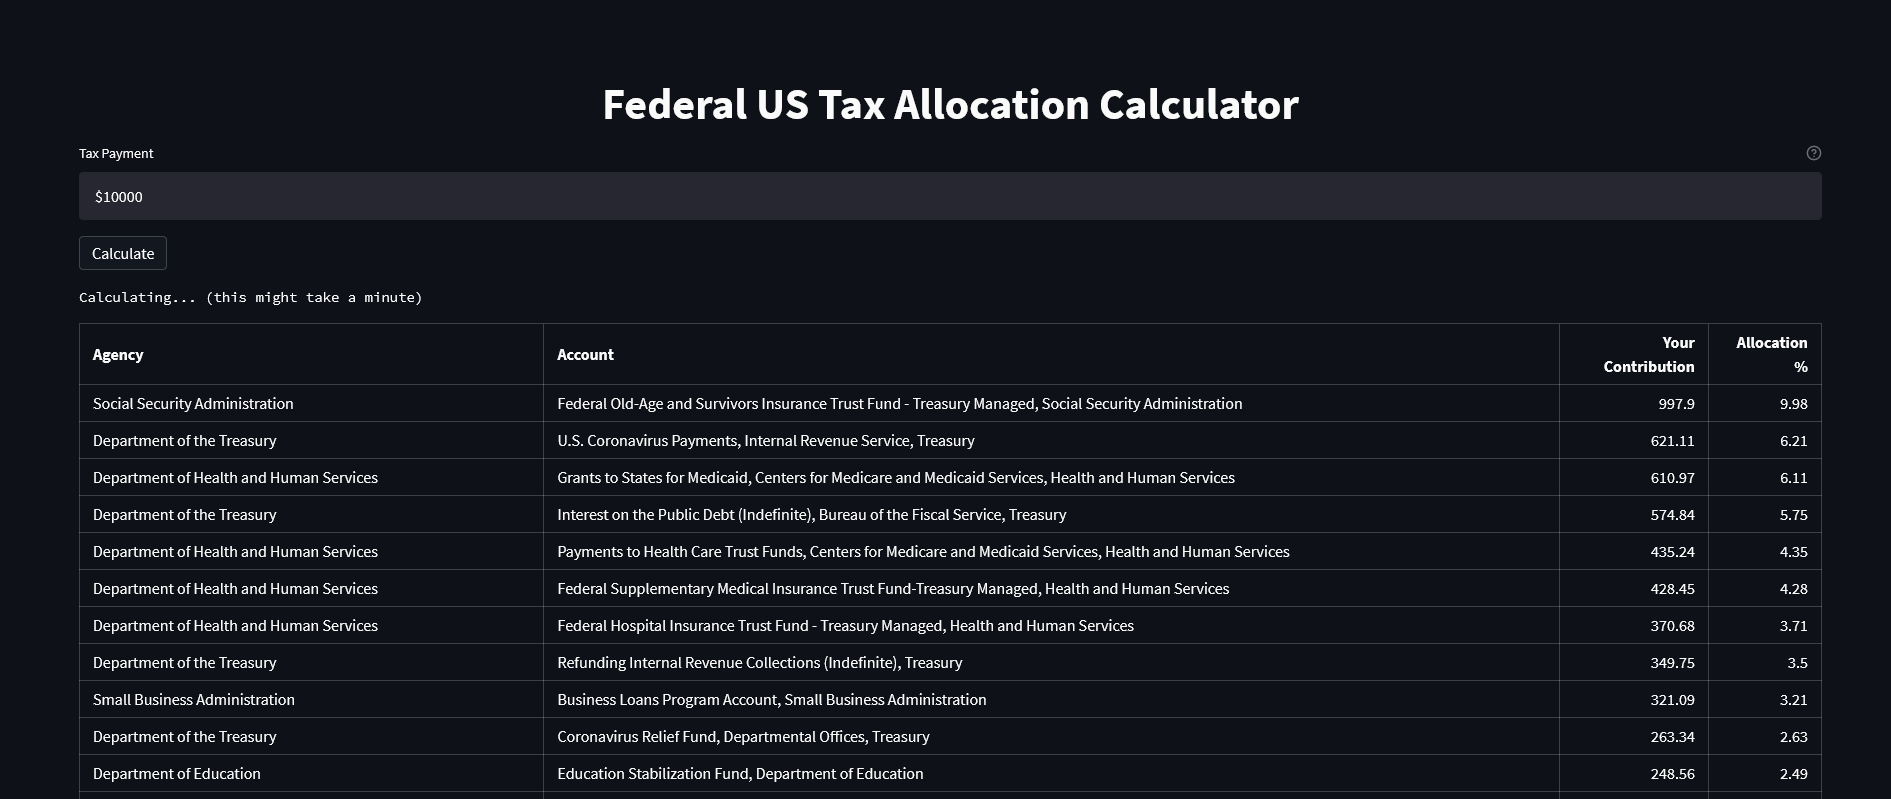 Federal US Tax Allocation Calculator
Tax Payment
$10000
Calculate
Calculating... (this might take a minute)
Agency Account Your Contribution Allocation %
Social Security Administration Federal Old-Age and Survivors Insurance Trust Fund - Treasury Managed, Social Security Administration 997.9 9.98
Department of the Treasury U.S. Coronavirus Payments, Internal Revenue Service, Treasury 621.11 6.21
Department of Health and Human Services Grants to States for Medicaid, Centers for Medicare and Medicaid Services, Health and Human Services 610.97 6.11
Department of the Treasury Interest on the Public Debt (Indefinite), Bureau of the Fiscal Service, Treasury 574.84 5.75
Department of Health and Human Services Payments to Health Care Trust Funds, Centers for Medicare and Medicaid Services, Health and Human Services 435.24 4.35
Department of Health and Human Services Federal Supplementary Medical Insurance Trust Fund-Treasury Managed, Health and Human Services 428.45 4.28
Department of Health and Human Services Federal Hospital Insurance Trust Fund - Treasury Managed, Health and Human Services 370.68 3.71
Department of the Treasury Refunding Internal Revenue Collections (Indefinite), Treasury 349.75 3.5
Small Business Administration Business Loans Program Account, Small Business Administration 321.09 3.21
Department of the Treasury Coronavirus Relief Fund, Departmental Offices, Treasury 263.34 2.63
Department of Education Education Stabilization Fund, Department of Education 248.56 2.49